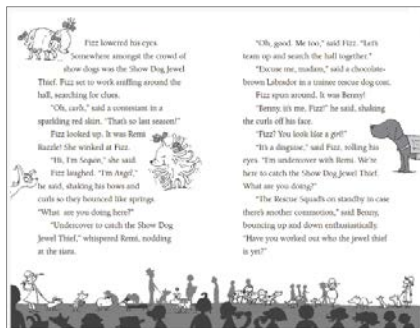 Fizz lowered his eyes.
Somewhere amongst the crowd of
show dogs was the Show Dog Jewel
Thief. Fizz set to work sniffing around the
hall, searching for clues.
"Oh, curls," said a contestant in a
sparkling red skirt. "That's so last season!"
Fizz looked up. It was Remi
Razzle! She winked at Fizz.
"Hi, I'm Sequin," she said.
Fizz laughed. "I'm Angel,"
he said, shaking his bows and
curls so they bounced like springs.
"What are you doing here?"
"Undercover to catch the Show Dog
Jewel Thief," whispered Remi, nodding
at the tiara.
"Oh, good. Me too," said Fizz. "Let's
team up and search the hall together."
"Excuse me, madam," said a chocolate-
brown Labrador in a trainee rescue dog coat.
Fizz spun around. It was Benny!
"Benny, it's me, Fizz!" he said, shaking
the curls off his face.
"Fizz? You look like a girl!"
"It's a disguise," said Fizz, rolling his
eyes. "I'm undercover with Remi. We're
here to catch the Show Dog Jewel Thief.
What are you doing?"
"The Rescue Squad's on standby in case
there's another commotion," said Benny,
bouncing up and down enthusiastically.
"Have you worked out who the jewel thief
is yet?"